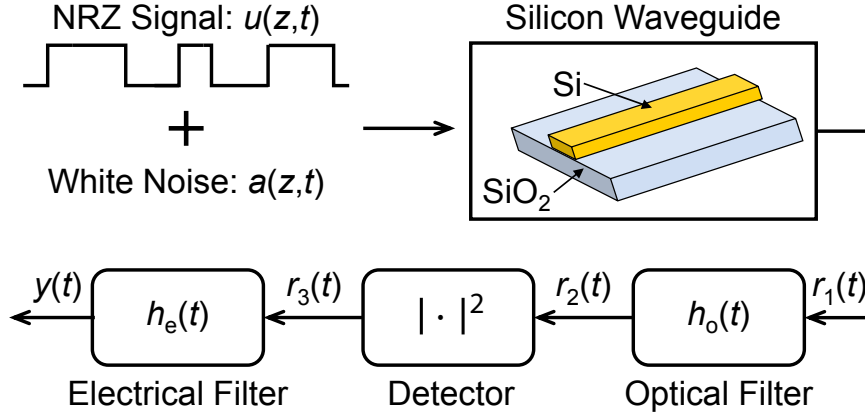 NRZ Signal: u(z,t)
Silicon Waveguide
+
White Noise: a(z,t)
Si
SiO₂
y(t)
hₑ(t)
r₃(t)
| · |²
r₂(t)
hₒ(t)
r₁(t)
Electrical Filter
Detector
Optical Filter